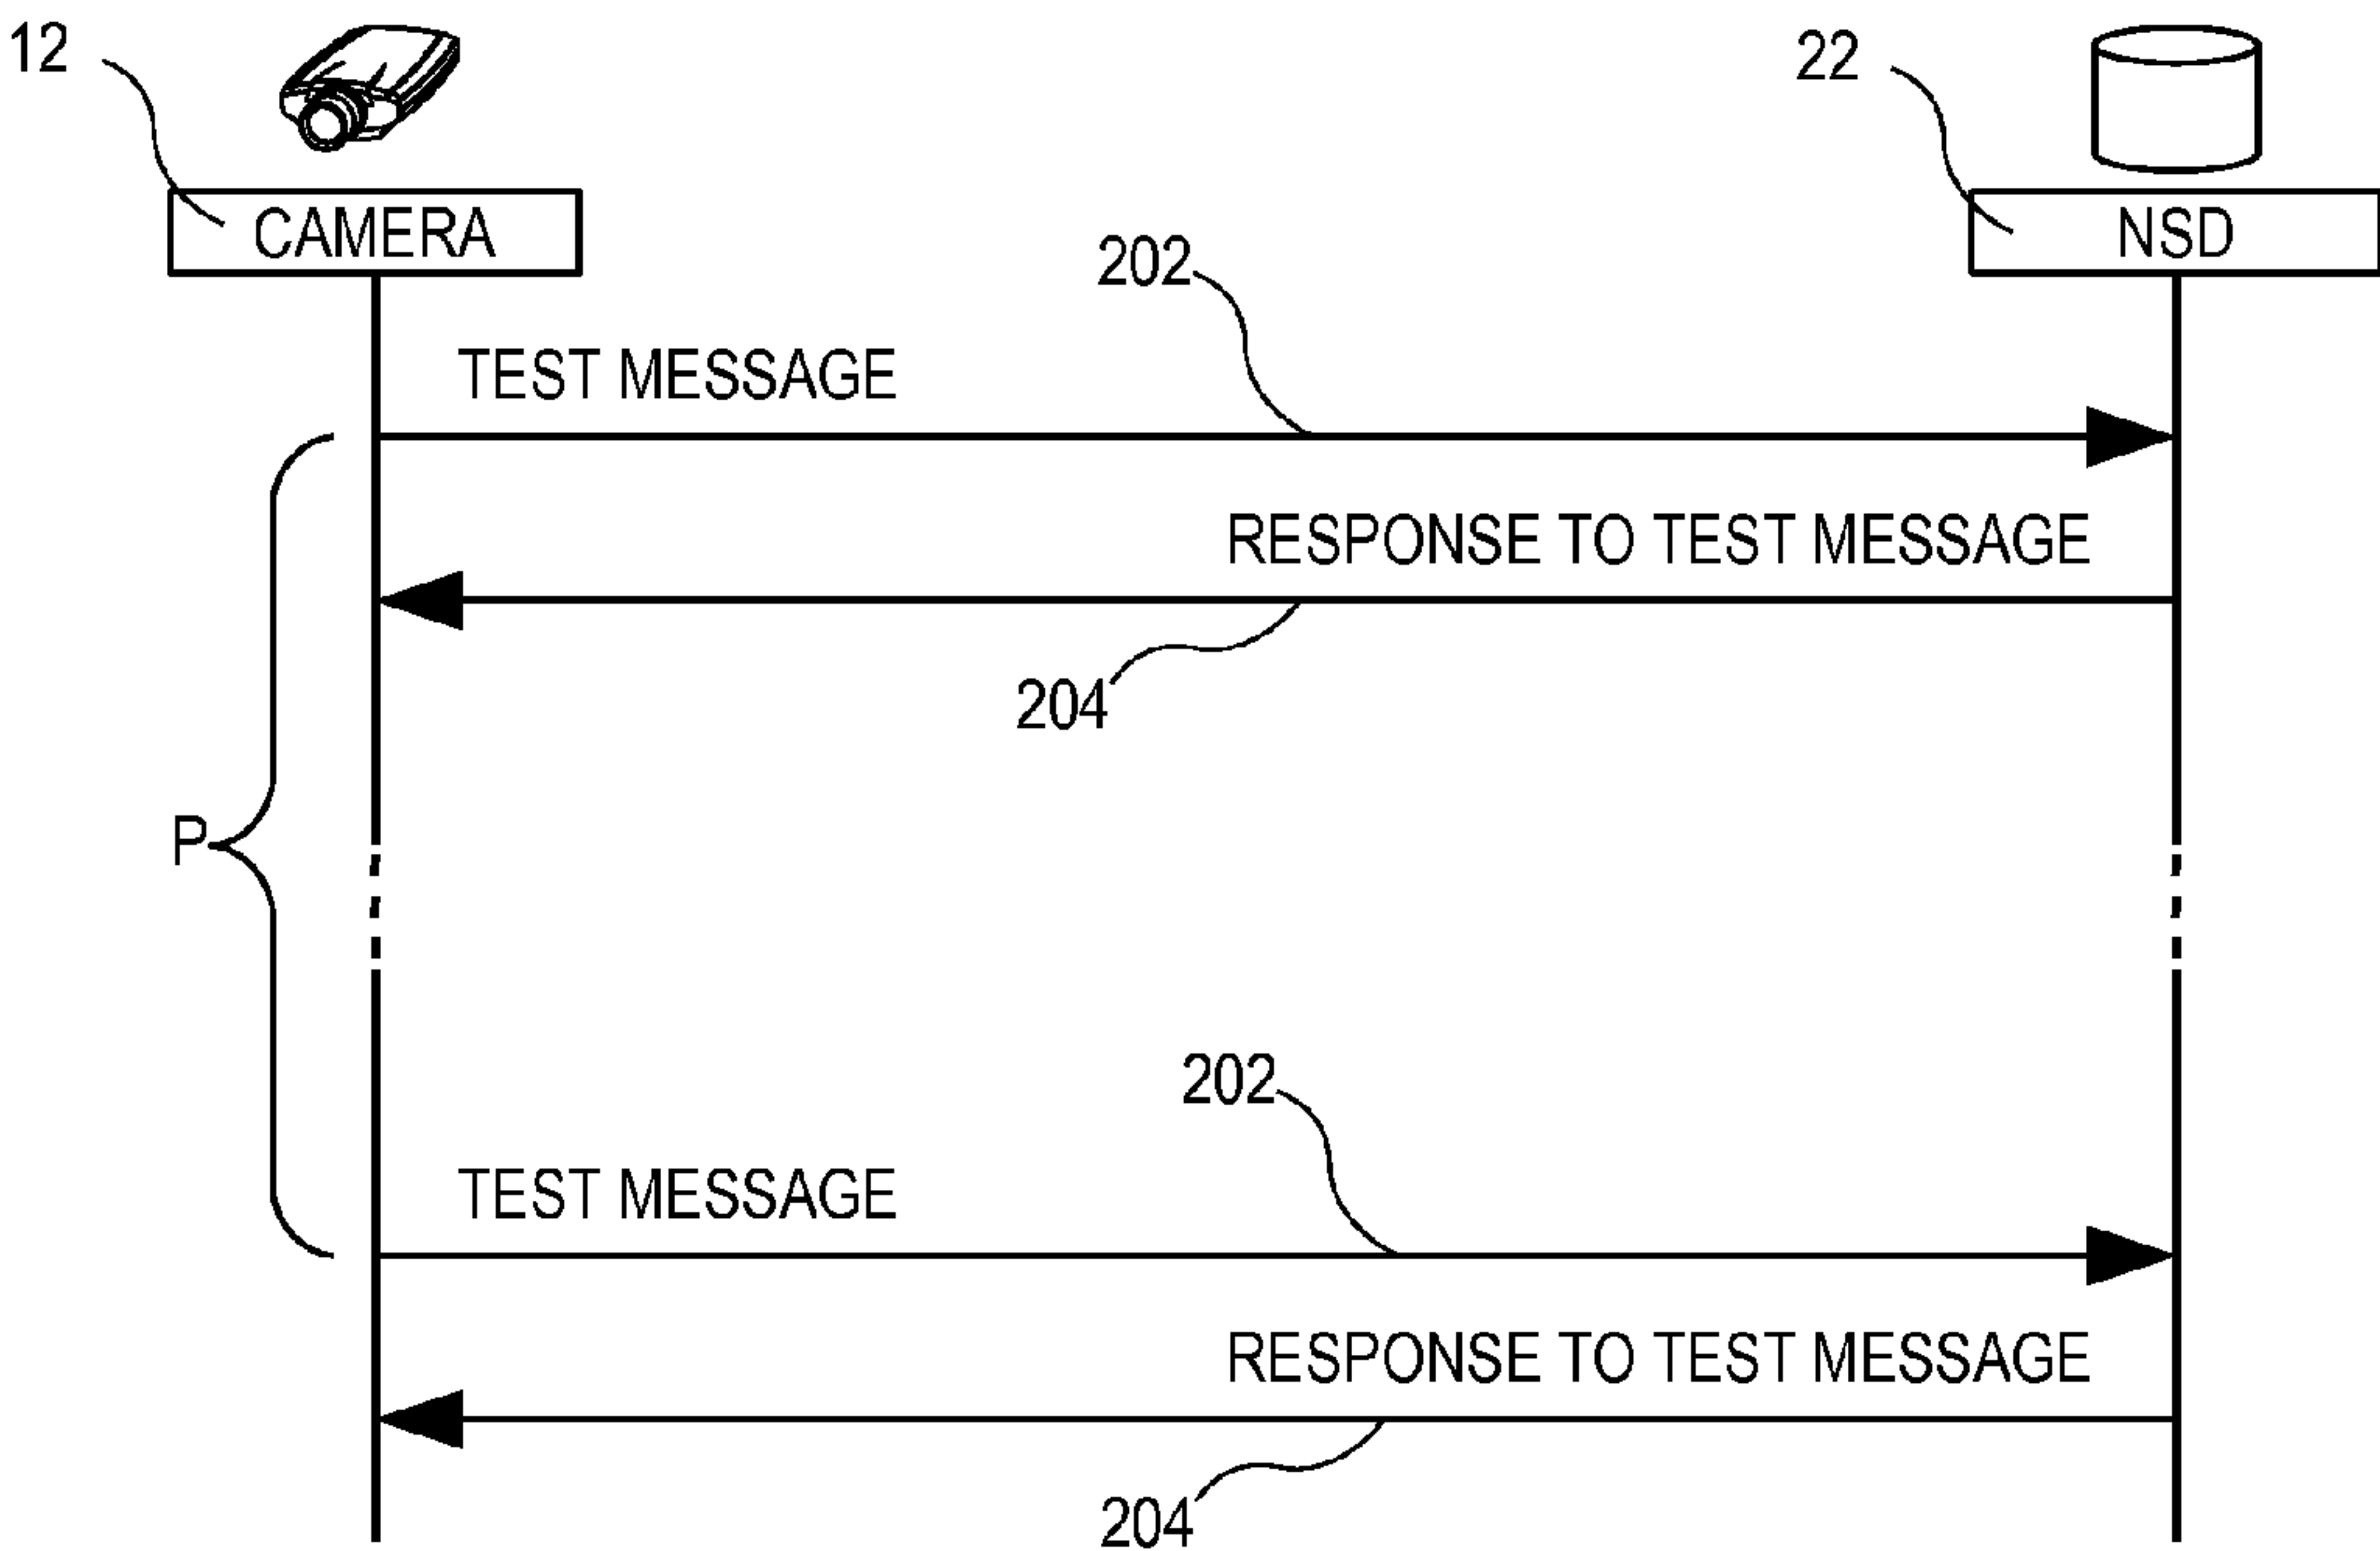 12
22
CAMERA
NSD
202
TEST MESSAGE
RESPONSE TO TEST MESSAGE
204
P
202
TEST MESSAGE
RESPONSE TO TEST MESSAGE
204